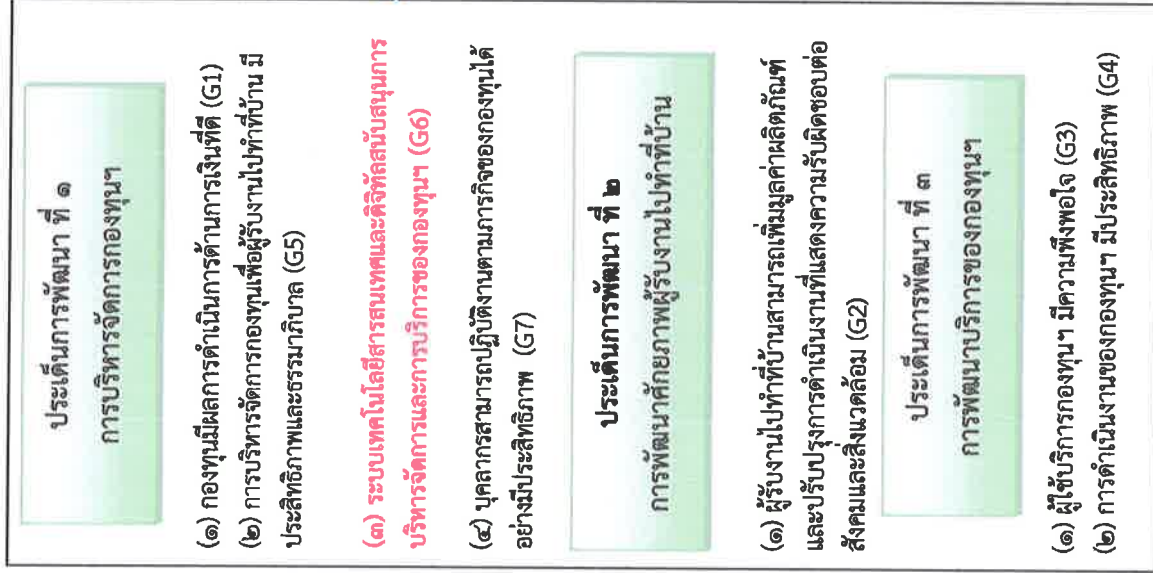 ประเด็นการพัฒนา ที่ ๑
การบริหารจัดการกองทุนฯ
(๑) กองทุนมีผลการดำเนินการด้านการเงินที่ดี (G1)
(๒) การบริหารจัดการกองทุนเพื่อผู้รับงานไปทำที่บ้าน มี
ประสิทธิภาพและธรรมาภิบาล (G5)
(๓) ระบบเทคโนโลยีสารสนเทศและดิจิทัลสนับสนุนการ
บริหารจัดการและการบริการของกองทุนฯ (G6)
(๔) บุคลากรสามารถปฏิบัติงานตามภารกิจของกองทุนได้
อย่างมีประสิทธิภาพ (G7)
ประเด็นการพัฒนา ที่ ๒
การพัฒนาศักยภาพผู้รับงานไปทำที่บ้าน
(๑) ผู้รับงานไปทำที่บ้านสามารถเพิ่มมูลค่าผลิตภัณฑ์
และปรับปรุงการดำเนินงานที่แสดงความรับผิดชอบต่อ
สังคมและสิ่งแวดล้อม (G2)
ประเด็นการพัฒนา ที่ ๓
การพัฒนาบริการของกองทุนฯ
(๑) ผู้ใช้บริการกองทุนฯ มีความพึงพอใจ (G3)
(๒) การดำเนินงานของกองทุนฯ มีประสิทธิภาพ (G4)